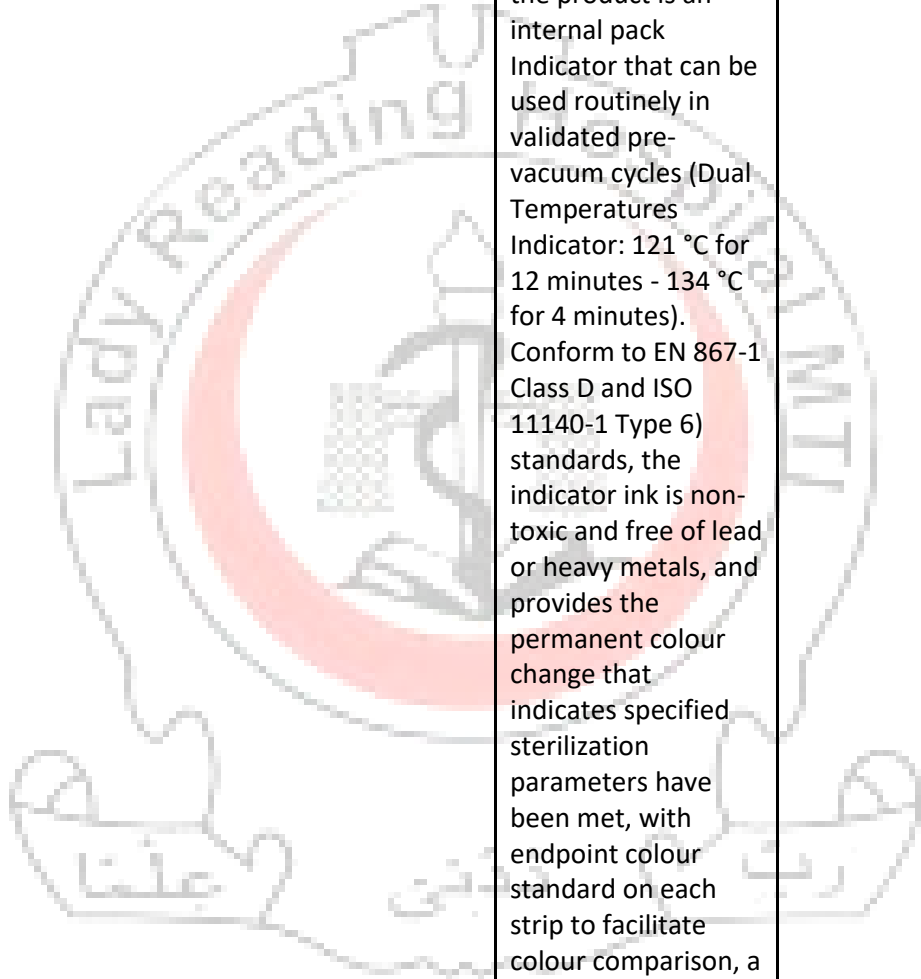 the product is an
internal pack
Indicator that can be
used routinely in
validated pre-
vacuum cycles (Dual
Temperatures
Indicator: 121 °C for
12 minutes - 134 °C
for 4 minutes).
Conform to EN 867-1
Class D and ISO
11140-1 Type 6)
standards, the
indicator ink is non-
toxic and free of lead
or heavy metals, and
provides the
permanent colour
change that
indicates specified
sterilization
parameters have
been met, with
endpoint colour
standard on each
strip to facilitate
colour comparison, a
Lady Reading Hospital MTI